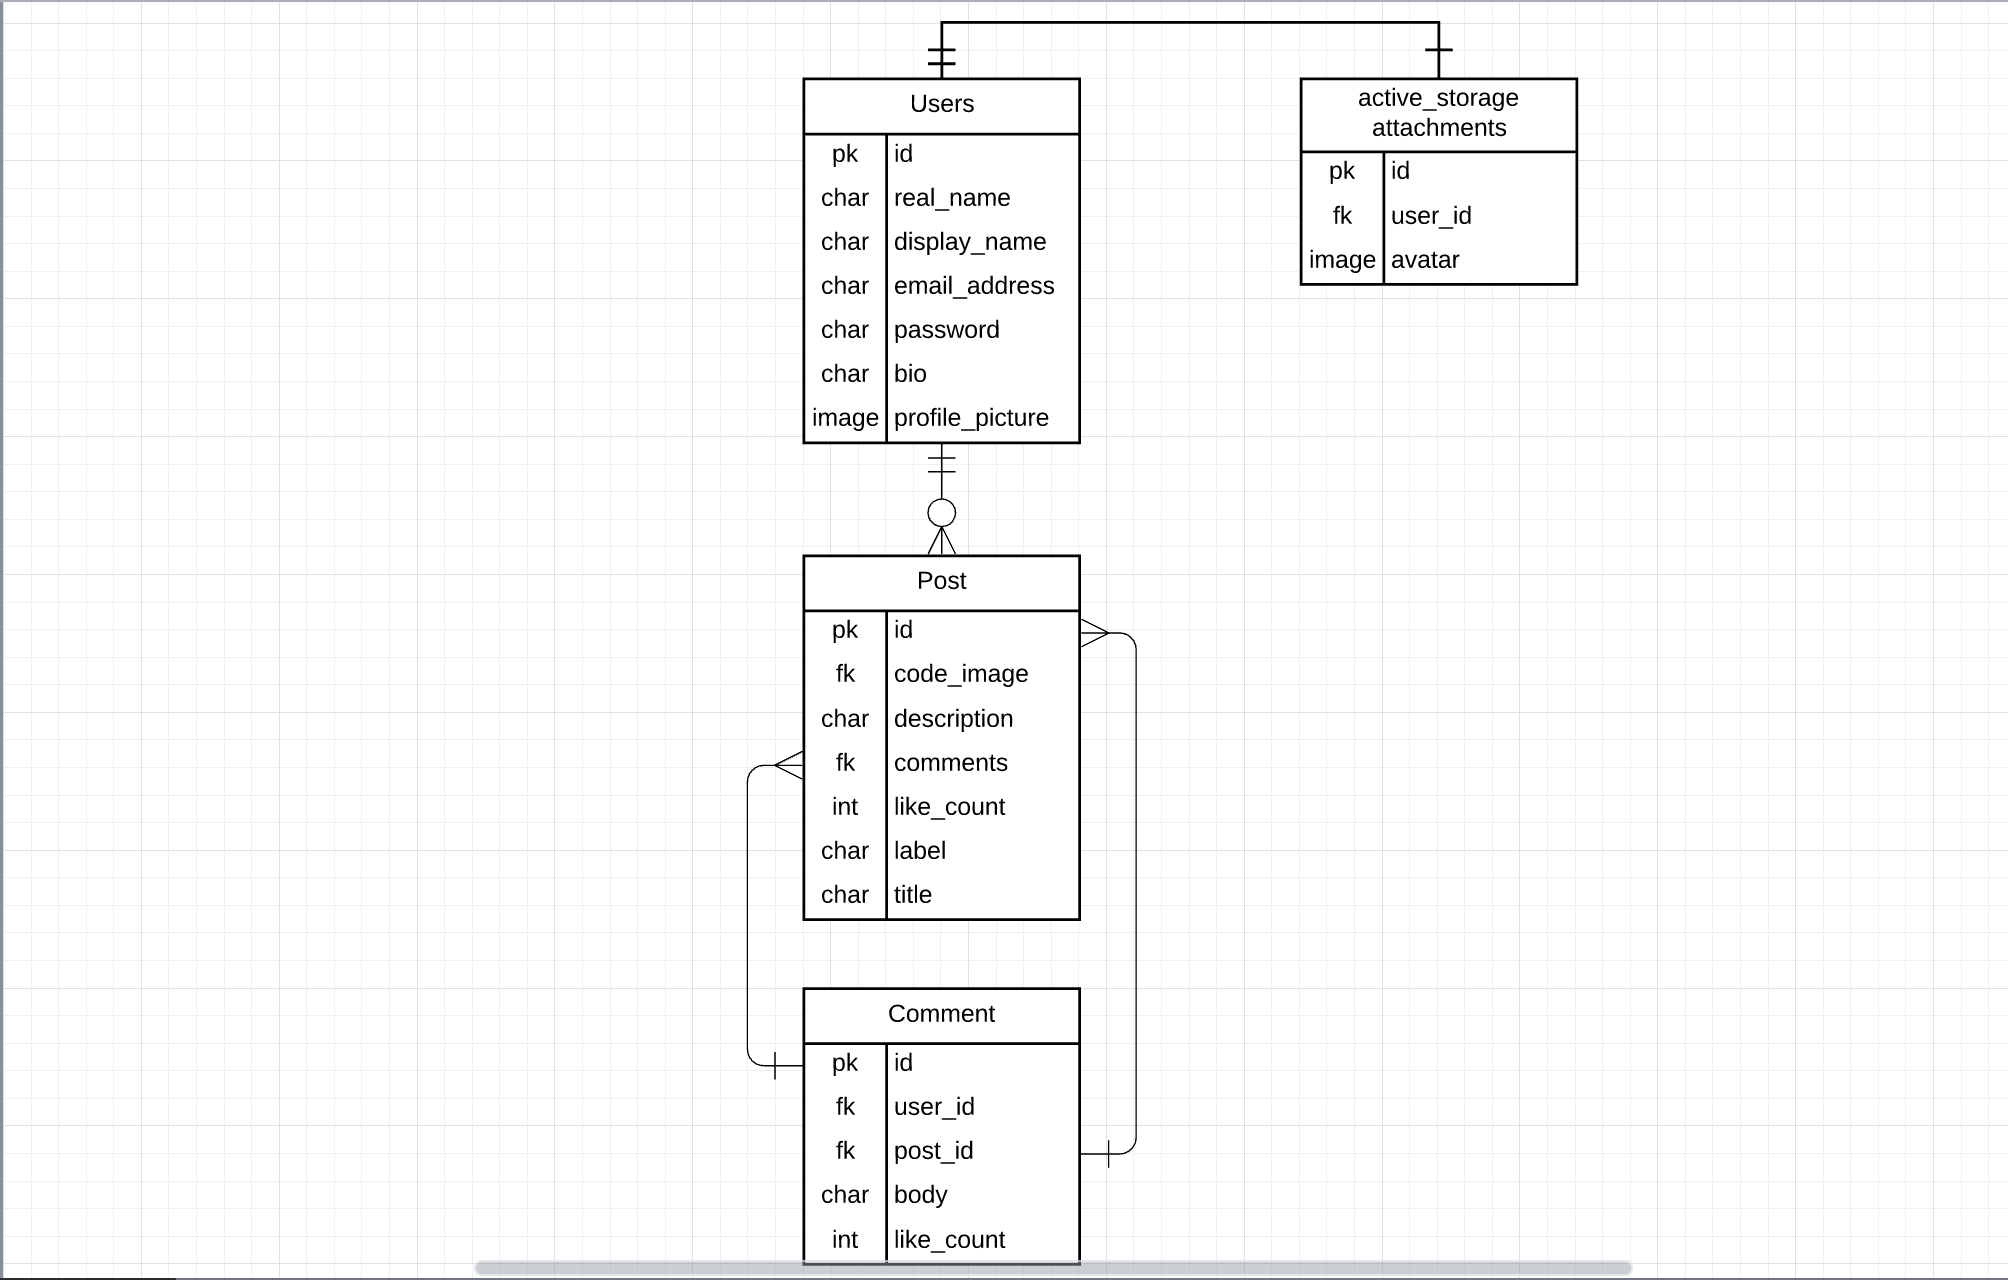 Users
pk id
char real_name
char display_name
char email_address
char password
char bio
image profile_picture
active_storage
attachments
pk id
fk user_id
image avatar
Post
pk id
fk code_image
char description
fk comments
int like_count
char label
char title
Comment
pk id
fk user_id
fk post_id
char body
int like_count